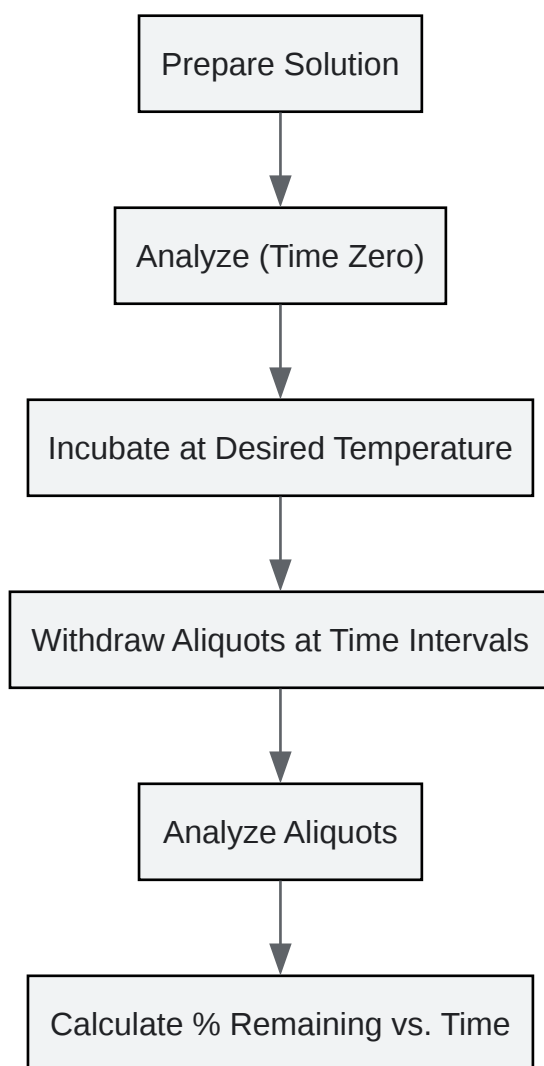 Prepare Solution
Analyze (Time Zero)
Incubate at Desired Temperature
Withdraw Aliquots at Time Intervals
Analyze Aliquots
Calculate % Remaining vs. Time